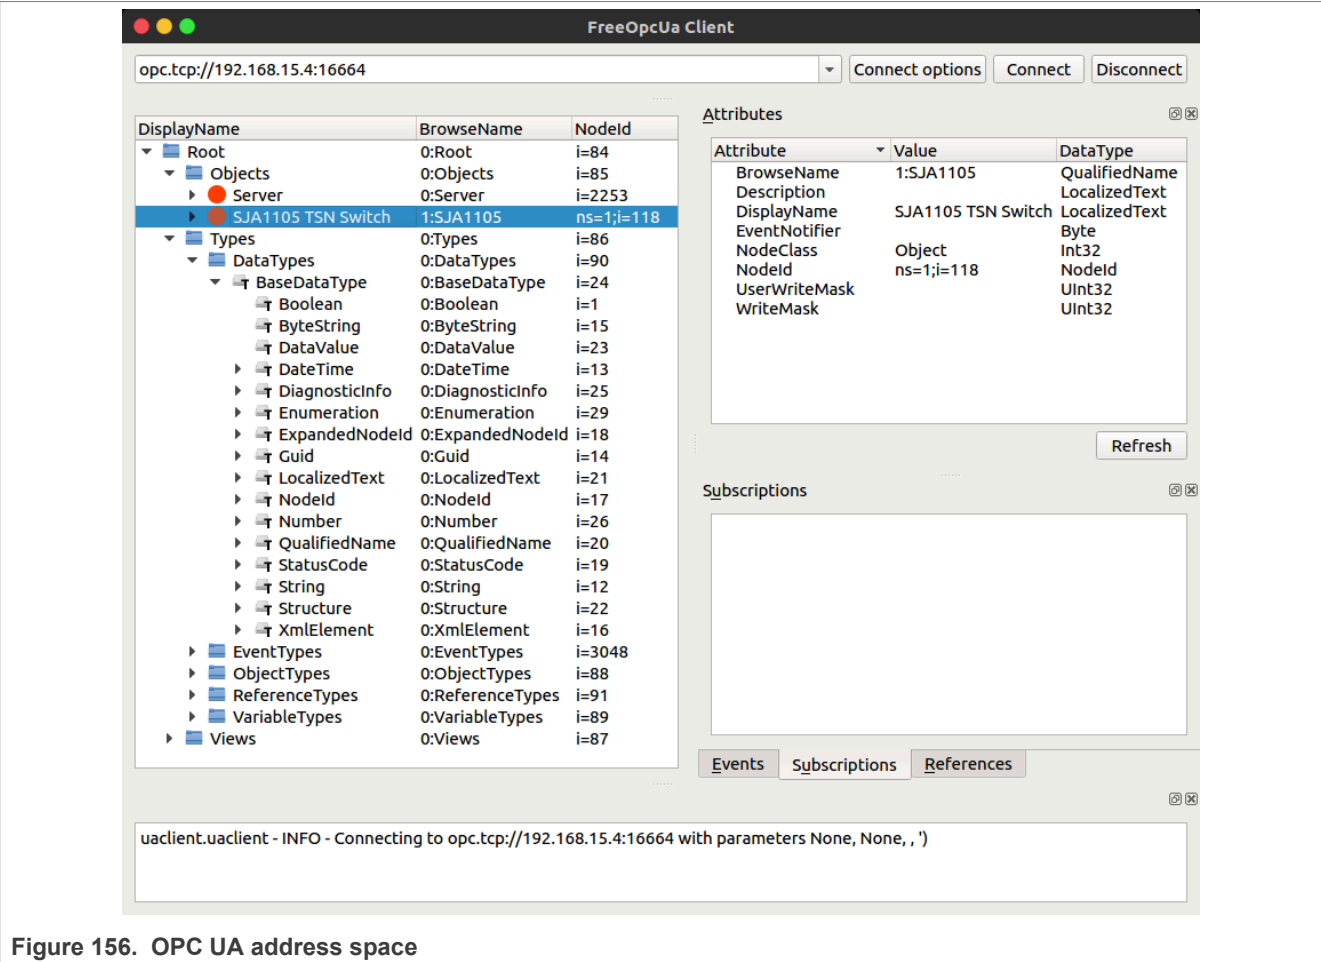 FreeOpcUa Client
opc.tcp://192.168.15.4:16664
Connect options
Connect
Disconnect
DisplayName BrowseName NodeId
Root 0:Root i=84
Objects 0:Objects i=85
Server 0:Server i=2253
SJA1105 TSN Switch 1:SJA1105 ns=1;i=118
Types 0:Types i=86
DataTypes 0:DataTypes i=90
BaseDataType 0:BaseDataType i=24
Boolean 0:Boolean i=1
ByteString 0:ByteString i=15
DataValue 0:DataValue i=23
DateTime 0:DateTime i=13
DiagnosticInfo 0:DiagnosticInfo i=25
Enumeration 0:Enumeration i=29
ExpandedNodeId 0:ExpandedNodeId i=18
Guid 0:Guid i=14
LocalizedText 0:LocalizedText i=21
NodeId 0:NodeId i=17
Number 0:Number i=26
QualifiedName 0:QualifiedName i=20
StatusCode 0:StatusCode i=19
String 0:String i=12
Structure 0:Structure i=22
XmlElement 0:XmlElement i=16
EventTypes 0:EventTypes i=3048
ObjectTypes 0:ObjectTypes i=88
ReferenceTypes 0:ReferenceTypes i=91
VariableTypes 0:VariableTypes i=89
Views 0:Views i=87
Attributes
Attribute Value DataType
BrowseName 1:SJA1105 QualifiedName
Description LocalizedText
DisplayName SJA1105 TSN Switch LocalizedText
EventNotifier Byte
NodeClass Object Int32
NodeId ns=1;i=118 NodeId
UserWriteMask UInt32
WriteMask UInt32
Refresh
Subscriptions
Events Subscriptions References
uaclient.uaclient - INFO - Connecting to opc.tcp://192.168.15.4:16664 with parameters None, None, , ')
Figure 156. OPC UA address space